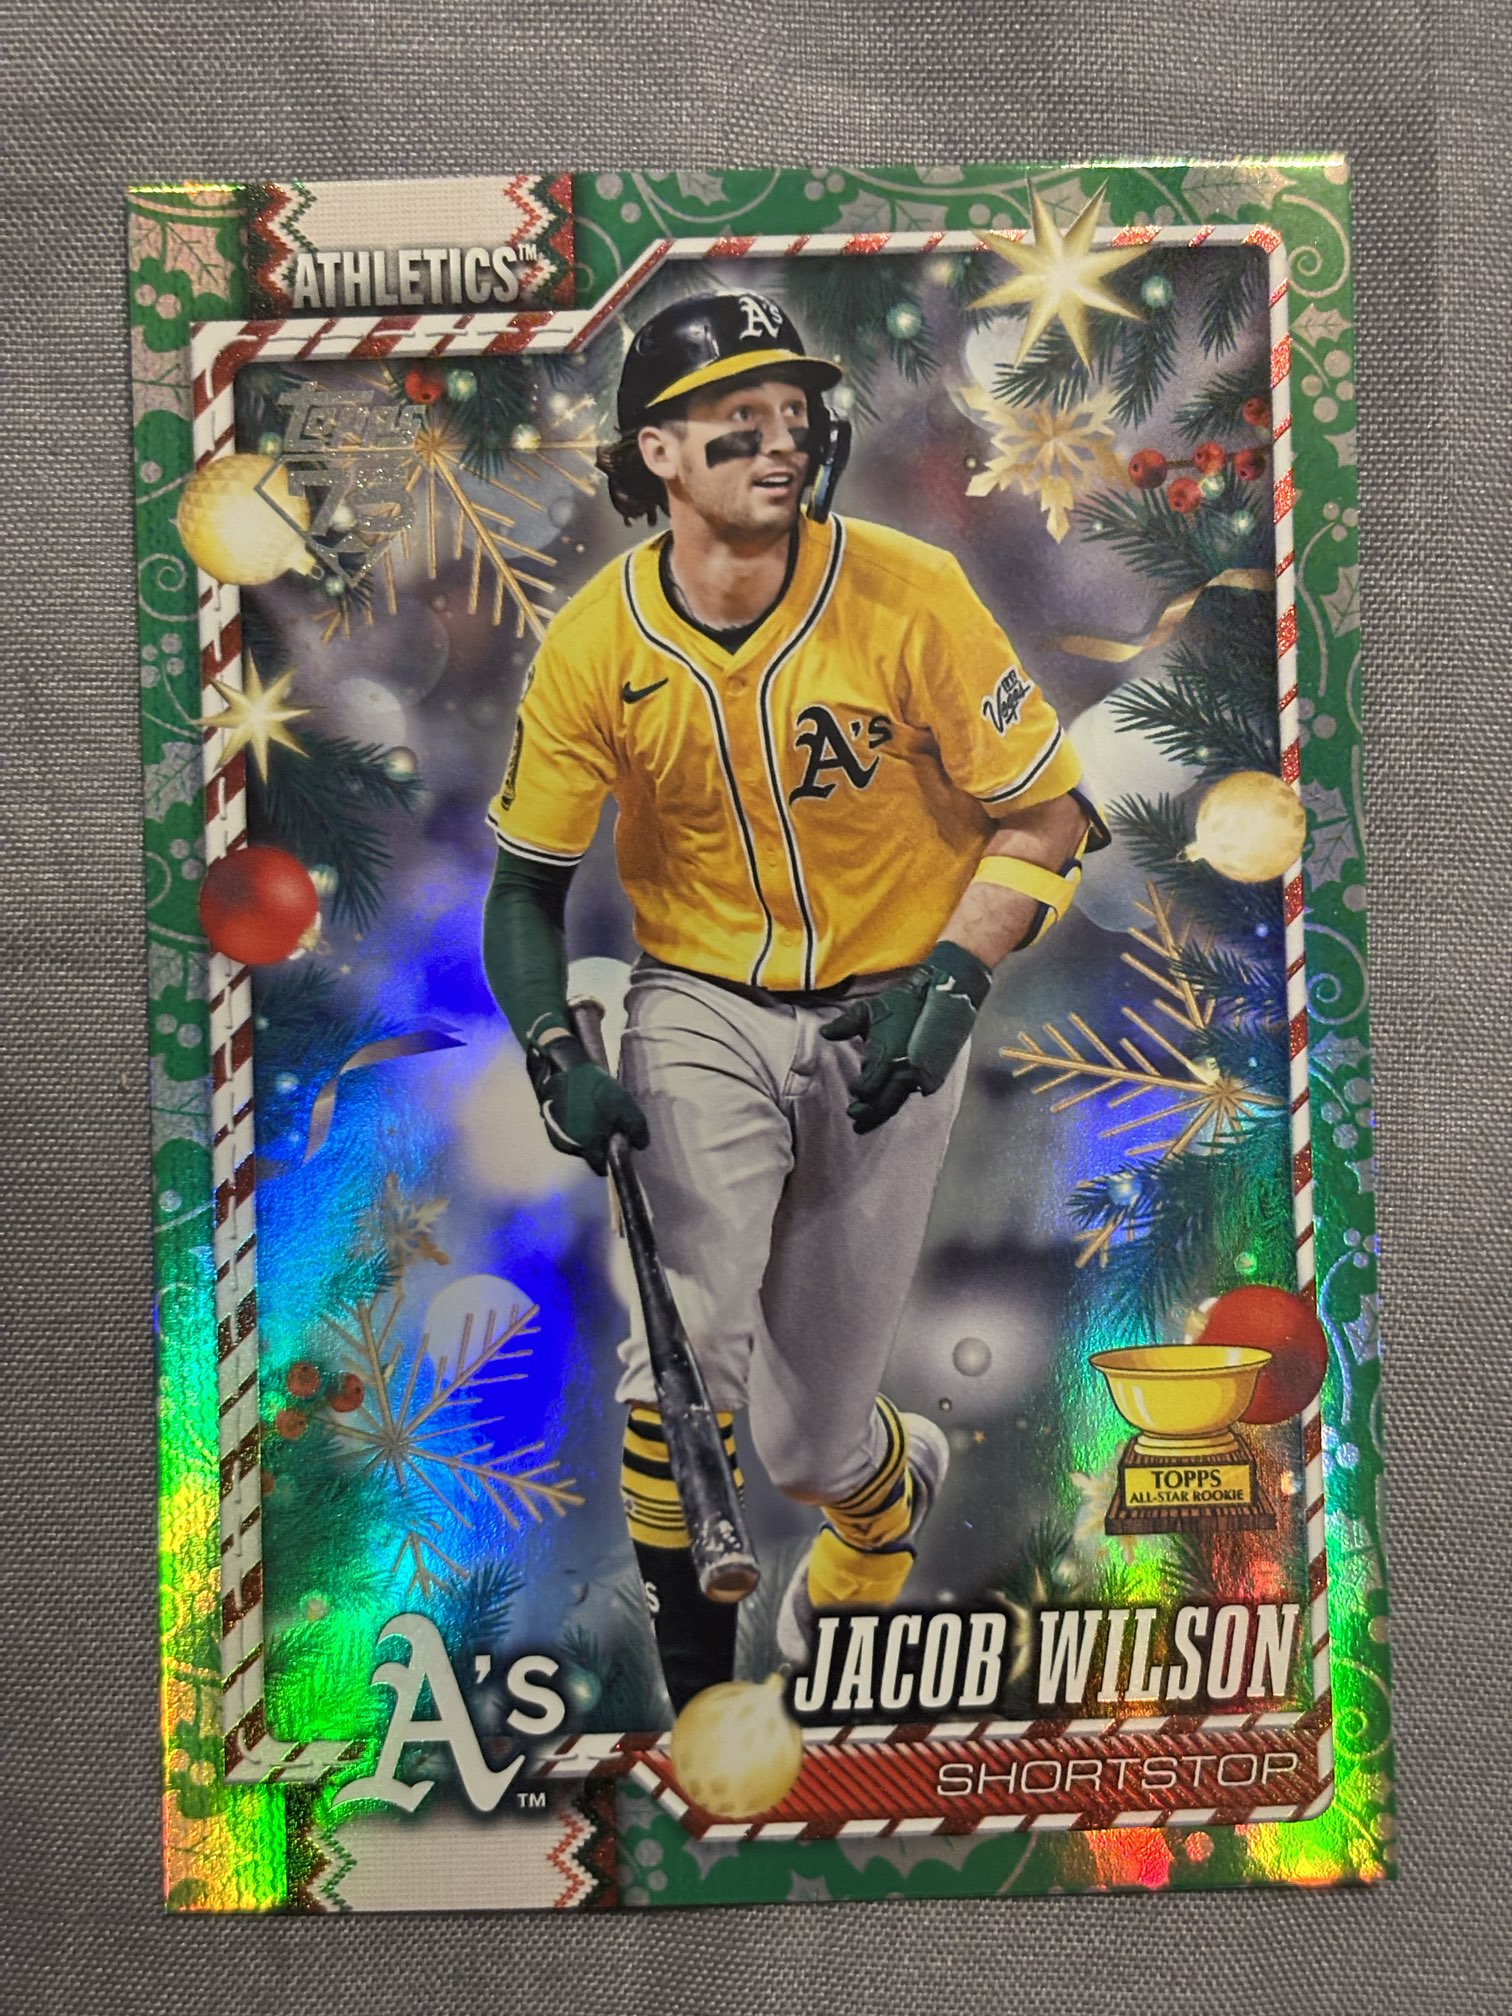 ATHLETICS™
Topps
75
A's
A's
Las
Vegas
TOPPS
ALL-STAR ROOKIE
JACOB WILSON
A's™
SHORTSTOP